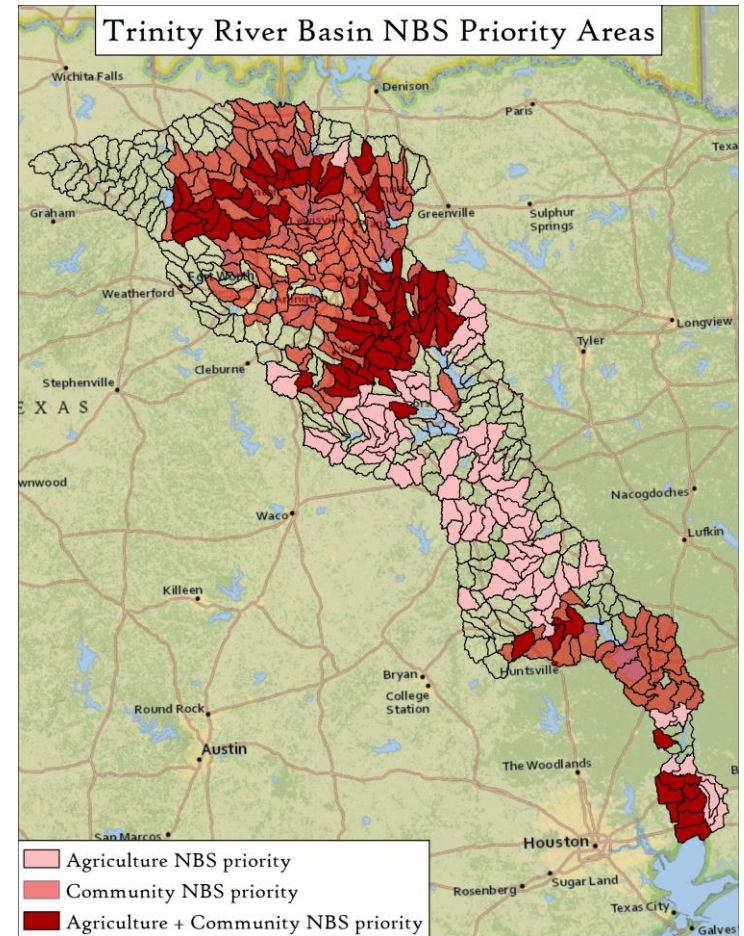 Trinity River Basin NBS Priority Areas
Wichita Falls
Denison
Paris
Graham
Greenville
Sulphur
Springs
Fort Worth
Arlington
Weatherford
Longview
Tyler
Cleburne
Stephenville
EXAS
wnwood
Nacogdoches
Waco
Lufkin
Killeen
Huntsville
Bryan
College
Station
Round Rock
Austin
The Woodlands
San Marcos
Houston
Sugar Land
Rosenberg
Texas City
Galves
Agriculture NBS priority
Community NBS priority
Agriculture + Community NBS priority